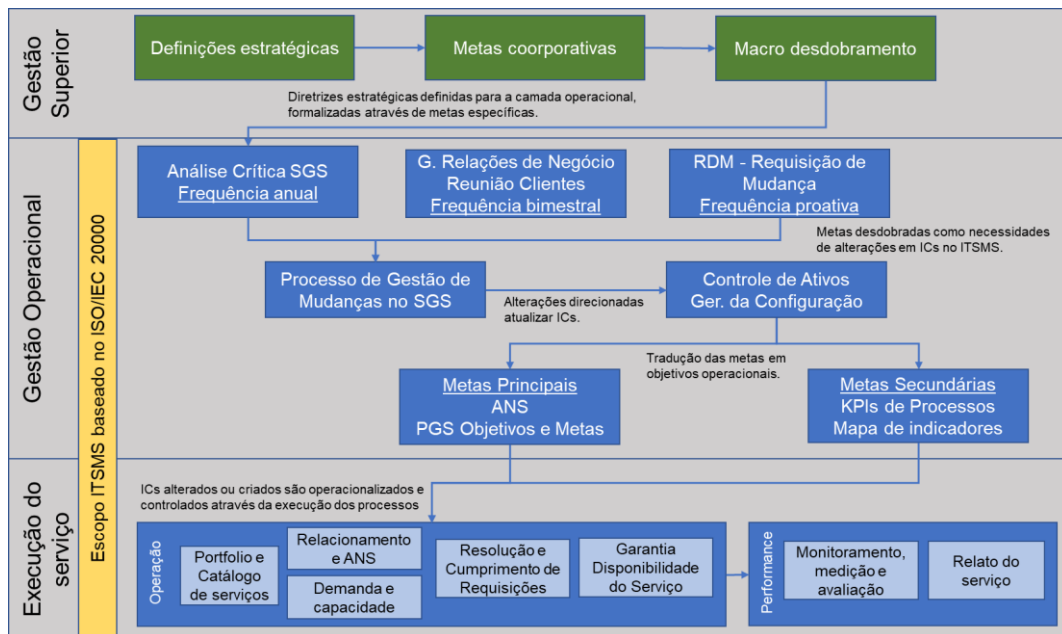 Gestão
Superior
Definições estratégicas
Metas coorporativas
Macro desdobramento
Diretrizes estratégicas definidas para a camada operacional,
formalizadas através de metas específicas.
Gestão Operacional
Escopo ITSMS baseado no ISO/IEC 20000
Análise Crítica SGS
Frequência anual
G. Relações de Negócio
Reunião Clientes
Frequência bimestral
RDM - Requisição de
Mudança
Frequência proativa
Metas desdobradas como necessidades
de alterações em ICs no ITSMS.
Processo de Gestão de
Mudanças no SGS
Alterações direcionadas
atualizar ICs.
Controle de Ativos
Ger. da Configuração
Tradução das metas em
objetivos operacionais.
Metas Principais
ANS
PGS Objetivos e Metas
Metas Secundárias
KPIs de Processos
Mapa de indicadores
Execução do
serviço
ICs alterados ou criados são operacionalizados e
controlados através da execução dos processos
Operação
Portfolio e
Catálogo
de serviços
Relacionamento
e ANS
Demanda e
capacidade
Resolução e
Cumprimento de
Requisições
Garantia
Disponibilidade
do Serviço
Performance
Monitoramento,
medição e
avaliação
Relato do
serviço